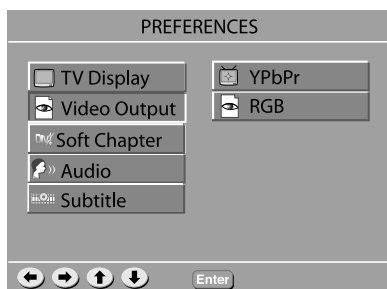 PREFERENCES
TV Display
Video Output
Soft Chapter
Audio
Subtitle
YPbPr
RGB
Enter